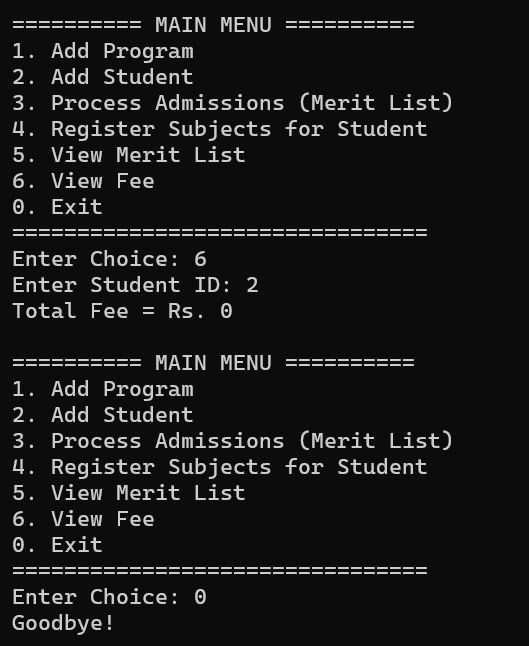 ========== MAIN MENU ==========
1. Add Program
2. Add Student
3. Process Admissions (Merit List)
4. Register Subjects for Student
5. View Merit List
6. View Fee
0. Exit
================================
Enter Choice: 6
Enter Student ID: 2
Total Fee = Rs. 0
========== MAIN MENU ==========
1. Add Program
2. Add Student
3. Process Admissions (Merit List)
4. Register Subjects for Student
5. View Merit List
6. View Fee
0. Exit
================================
Enter Choice: 0
Goodbye!